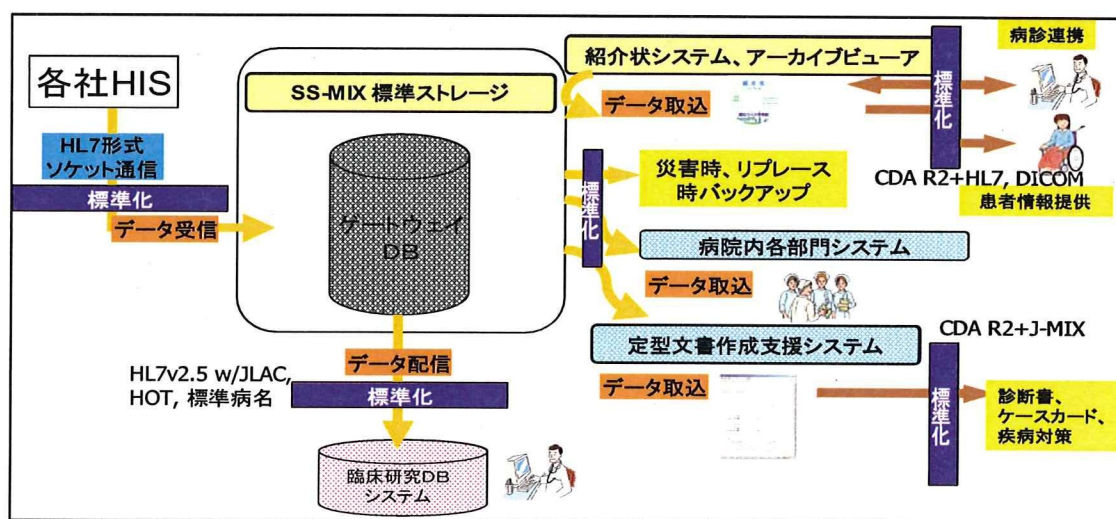 各社HIS
HL7形式
ソケット通信
標準化
データ受信
SS-MIX 標準ストレージ
ゲートウェイ
DB
データ配信
HL7v2.5 w/JLAC,
HOT, 標準病名
標準化
臨床研究DB
システム
紹介状システム、アーカイブビューア
データ取込
標準化
病診連携
CDA R2+HL7, DICOM
患者情報提供
標準化
災害時、リプレース
時バックアップ
病院内各部門システム
データ取込
定型文書作成支援システム
データ取込
CDA R2+J-MIX
標準化
診断書、
ケースカード、
疾病対策